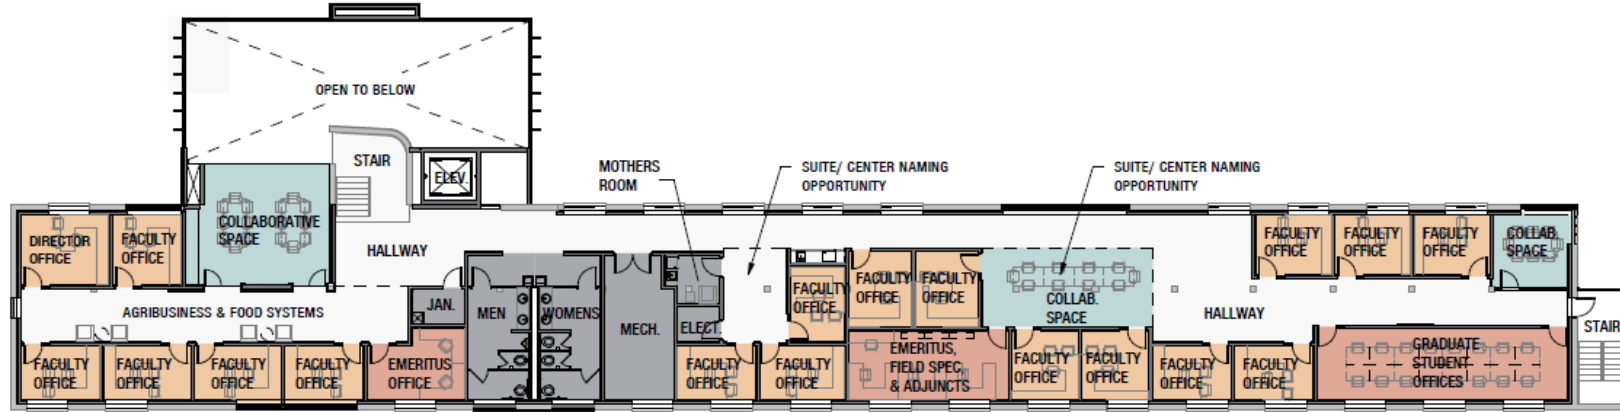 OPEN TO BELOW
STAIR
ELEV.
MOTHERS
ROOM
SUITE/ CENTER NAMING
OPPORTUNITY
SUITE/ CENTER NAMING
OPPORTUNITY
DIRECTOR
OFFICE
FACULTY
OFFICE
COLLABORATIVE
SPACE
HALLWAY
FACULTY
OFFICE
FACULTY
OFFICE
FACULTY
OFFICE
COLLAB.
SPACE
AGRIBUSINESS & FOOD SYSTEMS
JAN.
MEN
WOMENS
MECH.
ELECT.
FACULTY
OFFICE
FACULTY
OFFICE
FACULTY
OFFICE
COLLAB.
SPACE
HALLWAY
STAIR
FACULTY
OFFICE
FACULTY
OFFICE
FACULTY
OFFICE
FACULTY
OFFICE
EMERITUS
OFFICE
FACULTY
OFFICE
FACULTY
OFFICE
EMERITUS,
FIELD SPEC.
& ADJUNCTS
FACULTY
OFFICE
FACULTY
OFFICE
FACULTY
OFFICE
FACULTY
OFFICE
GRADUATE
STUDENT
OFFICES